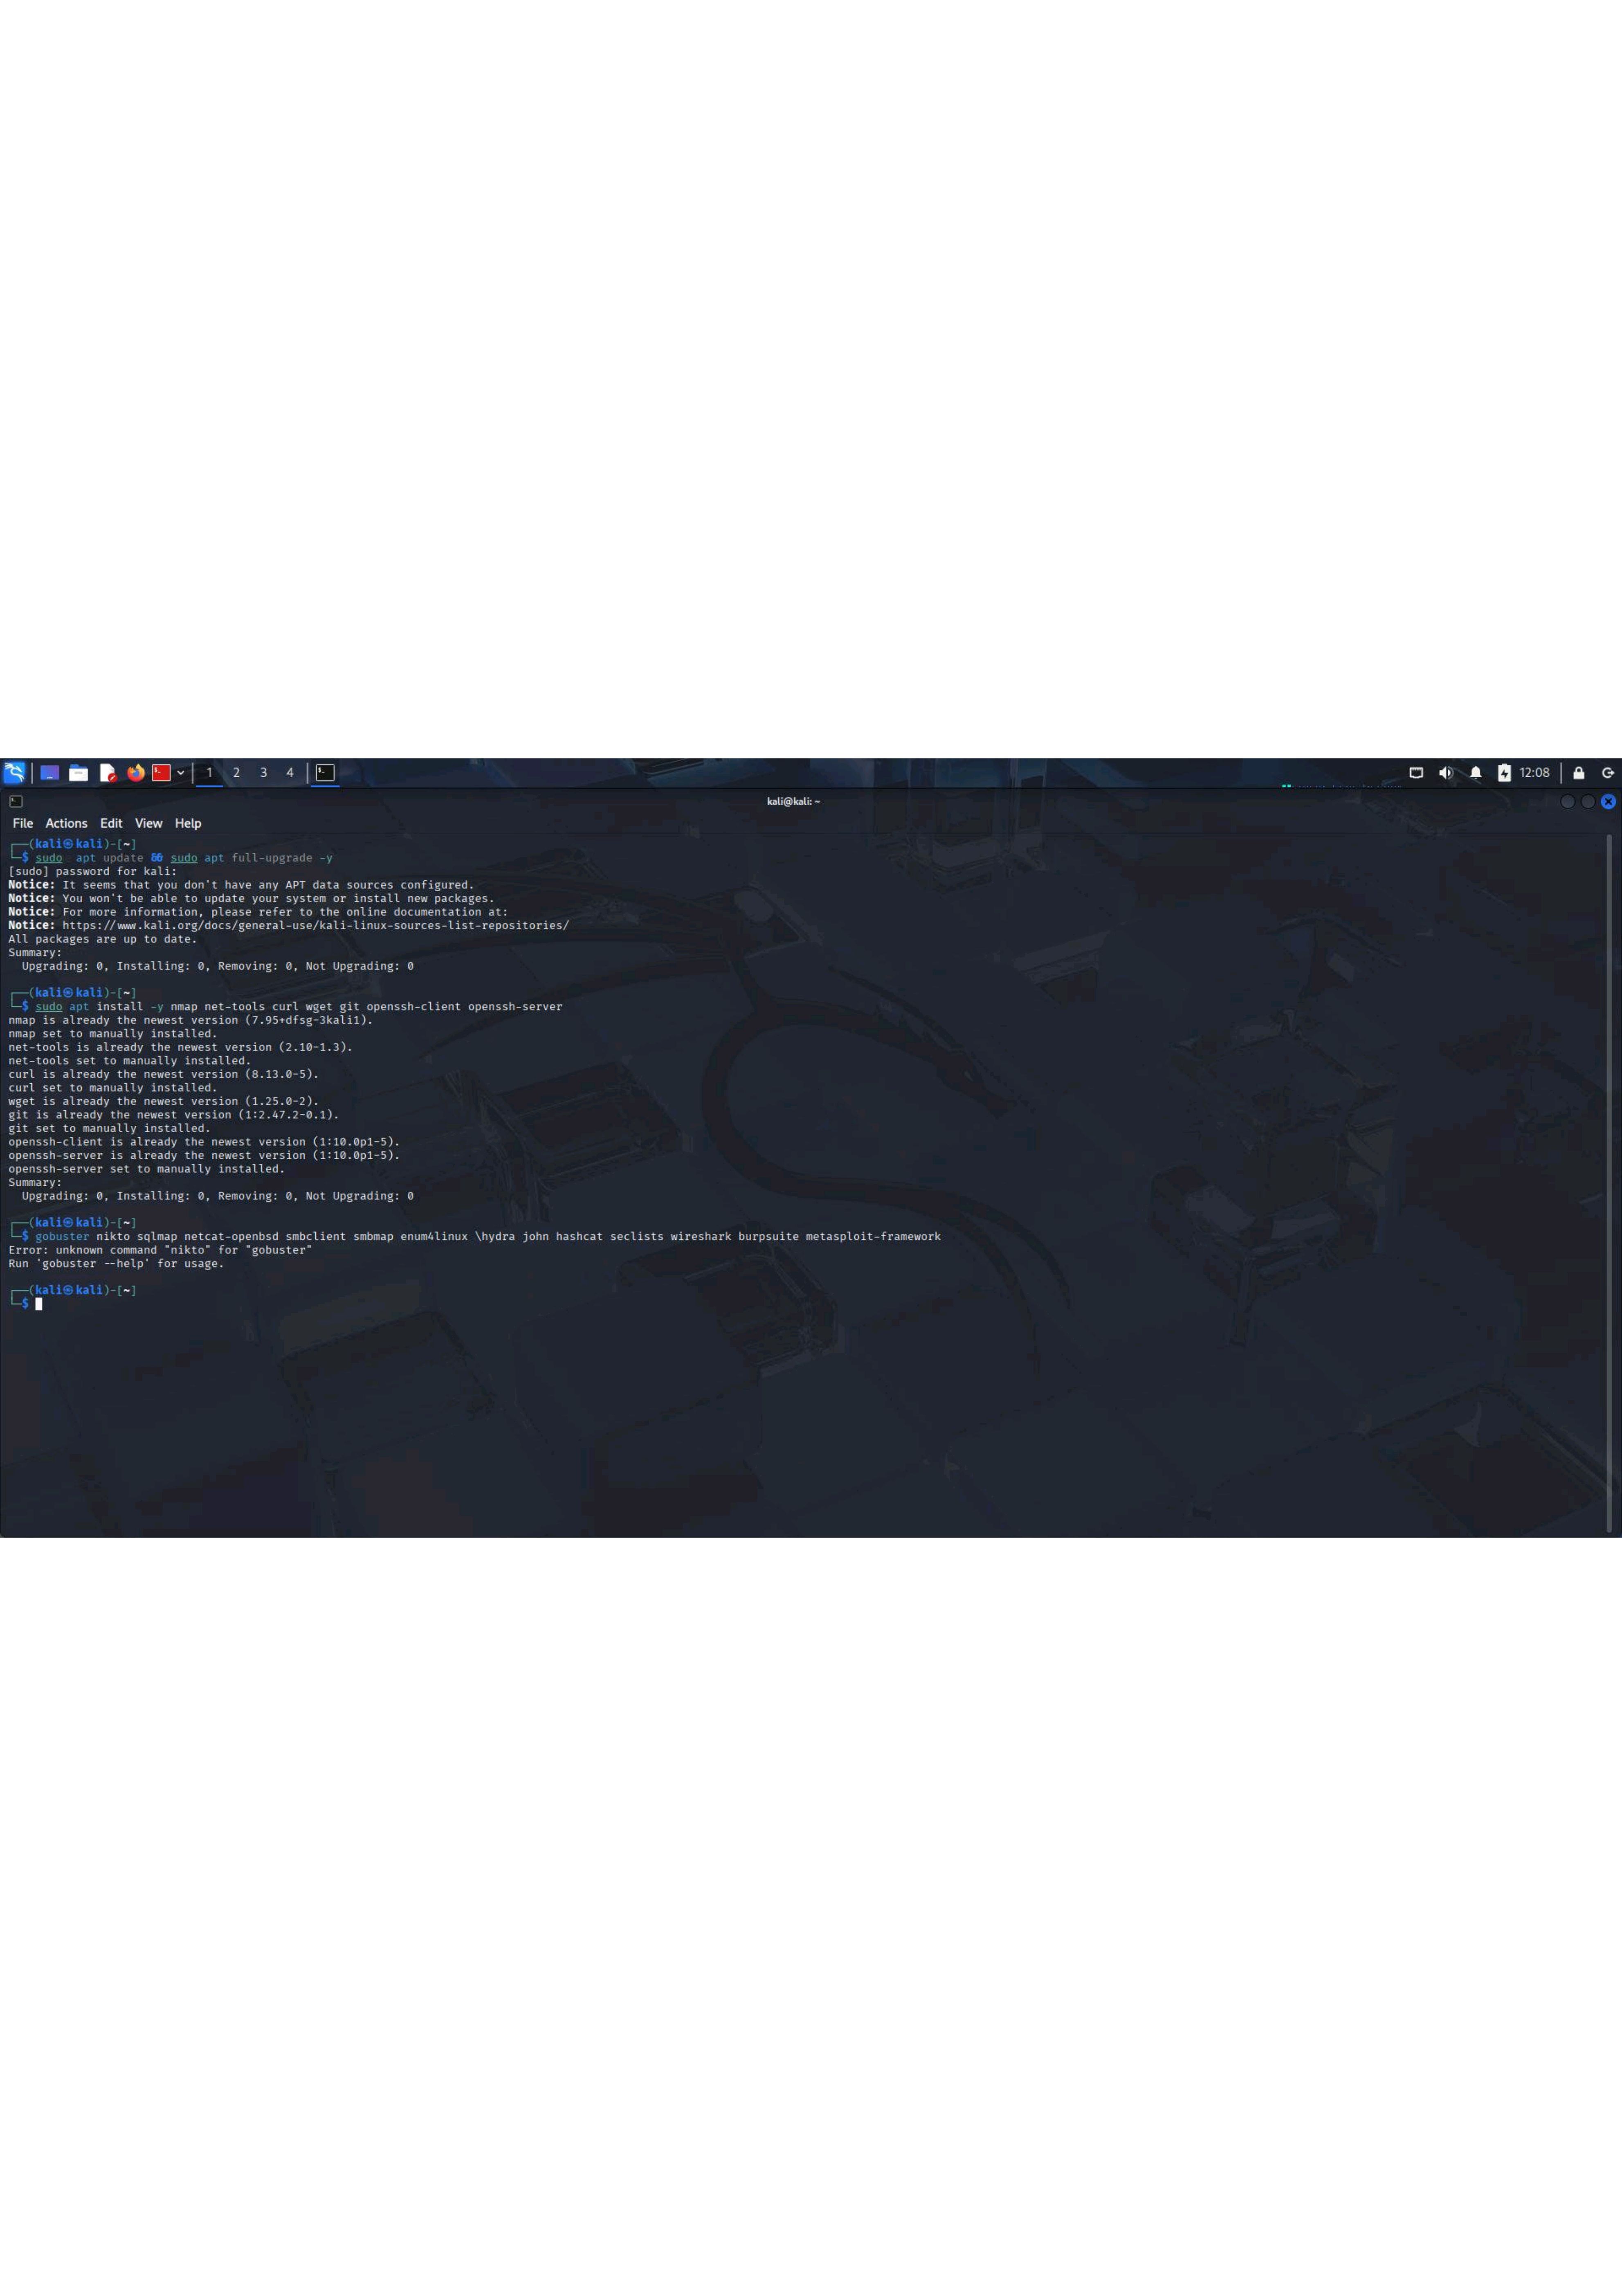 1 2 3 4 12:08
kali@kali: ~
File Actions Edit View Help
┌──(kali㉿kali)-[~]
└─$ sudo apt update && sudo apt full-upgrade -y
[sudo] password for kali:
Notice: It seems that you don't have any APT data sources configured.
Notice: You won't be able to update your system or install new packages.
Notice: For more information, please refer to the online documentation at:
Notice: https://www.kali.org/docs/general-use/kali-linux-sources-list-repositories/
All packages are up to date.
Summary:
  Upgrading: 0, Installing: 0, Removing: 0, Not Upgrading: 0
┌──(kali㉿kali)-[~]
└─$ sudo apt install -y nmap net-tools curl wget git openssh-client openssh-server
nmap is already the newest version (7.95+dfsg-3kali1).
nmap set to manually installed.
net-tools is already the newest version (2.10-1.3).
net-tools set to manually installed.
curl is already the newest version (8.13.0-5).
curl set to manually installed.
wget is already the newest version (1.25.0-2).
git is already the newest version (1:2.47.2-0.1).
git set to manually installed.
openssh-client is already the newest version (1:10.0p1-5).
openssh-server is already the newest version (1:10.0p1-5).
openssh-server set to manually installed.
Summary:
  Upgrading: 0, Installing: 0, Removing: 0, Not Upgrading: 0
┌──(kali㉿kali)-[~]
└─$ gobuster nikto sqlmap netcat-openbsd smbclient smbmap enum4linux \hydra john hashcat seclists wireshark burpsuite metasploit-framework
Error: unknown command "nikto" for "gobuster"
Run 'gobuster --help' for usage.
┌──(kali㉿kali)-[~]
└─$